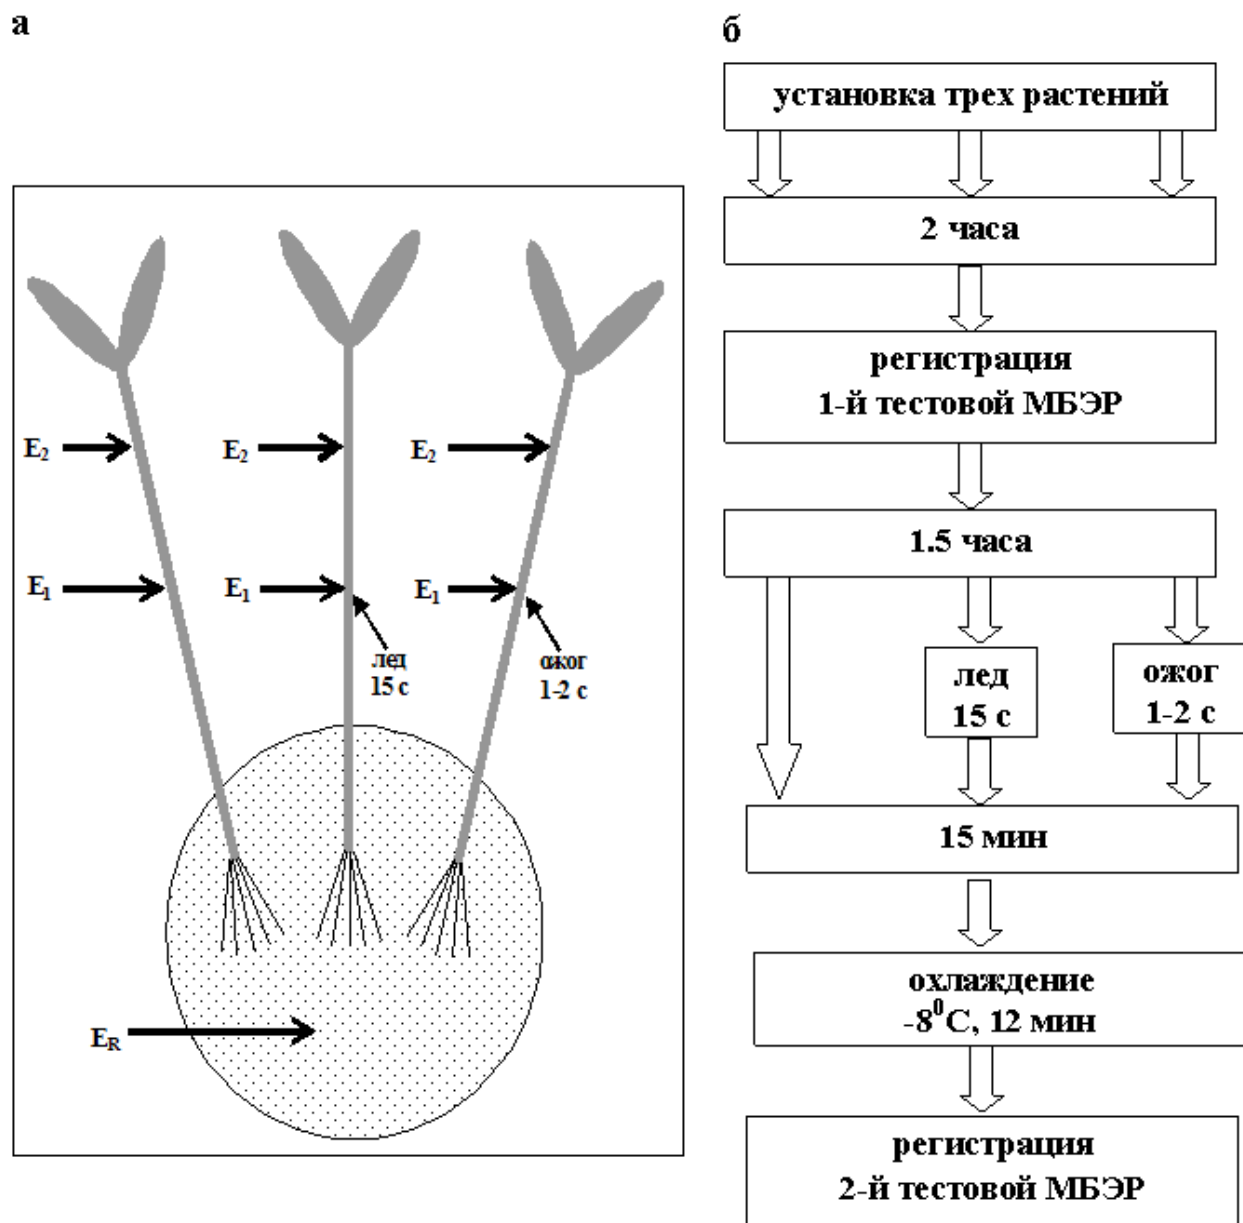 а
E2
E2
E2
E1
E1
E1
лед
15 с
ожог
1-2 с
ER
б
установка трех растений
2 часа
регистрация
1-й тестовой МБЭР
1.5 часа
лед
15 с
ожог
1-2 с
15 мин
охлаждение
-8⁰С, 12 мин
регистрация
2-й тестовой МБЭР